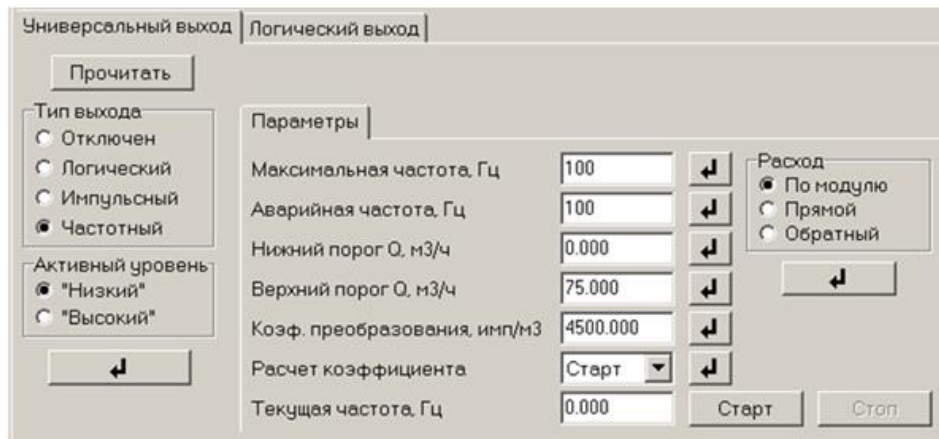 Универсальный выход Логический выход
Прочитать
Тип выхода
Отключен
Логический
Импульсный
Частотный
Активный уровень
"Низкий"
"Высокий"
Параметры
Максимальная частота, Гц 100
Аварийная частота, Гц 100
Нижний порог Q, м3/ч 0.000
Верхний порог Q, м3/ч 75.000
Коэф. преобразования, имп/м3 4500.000
Расчет коэффициента Старт
Текущая частота, Гц 0.000 Старт Стоп
Расход
По модулю
Прямой
Обратный